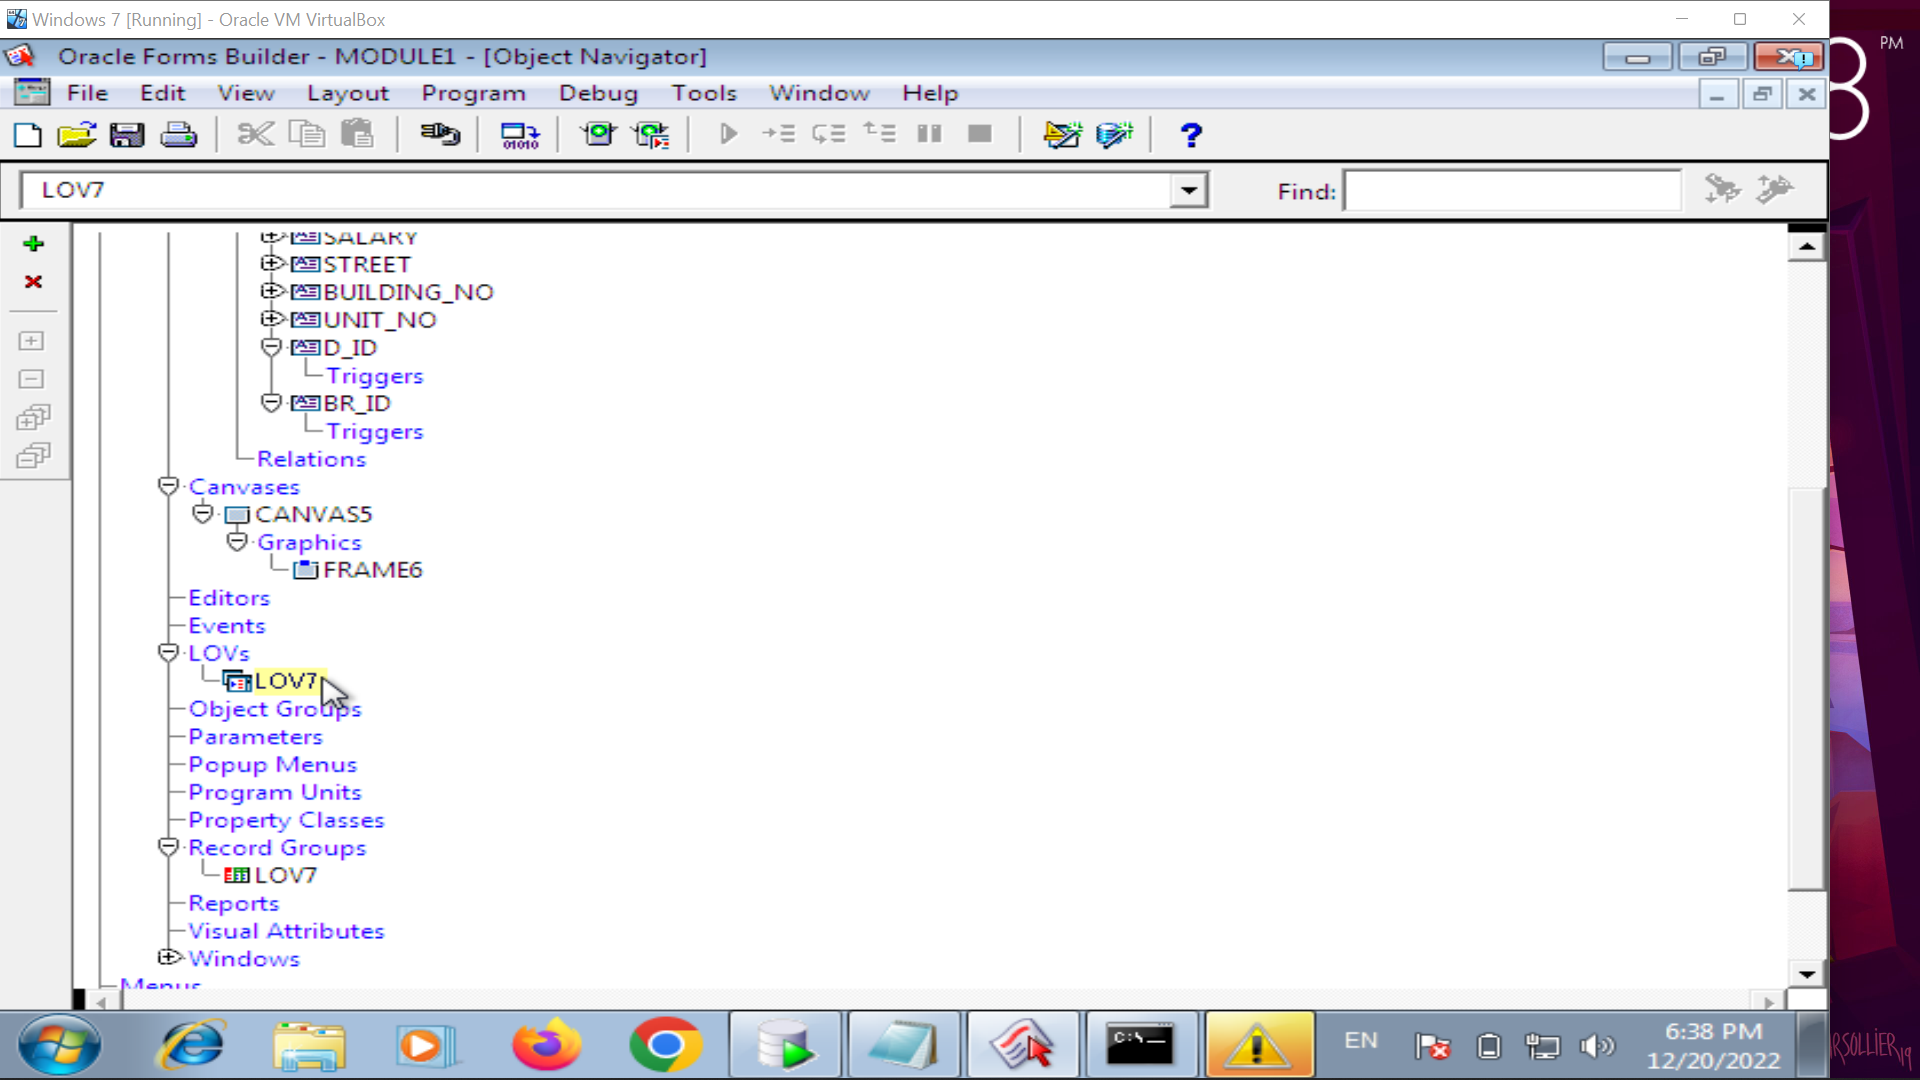 Windows 7 [Running] - Oracle VM VirtualBox
PM
Oracle Forms Builder - MODULE1 - [Object Navigator]
File Edit View Layout Program Debug Tools Window Help
LOV7
Find:
SALARY
STREET
BUILDING_NO
UNIT_NO
D_ID
Triggers
BR_ID
Triggers
Relations
Canvases
CANVAS5
Graphics
FRAME6
Editors
Events
LOVs
LOV7
Object Groups
Parameters
Popup Menus
Program Units
Property Classes
Record Groups
LOV7
Reports
Visual Attributes
Windows
Menus
C:\_
EN
6:38 PM
12/20/2022